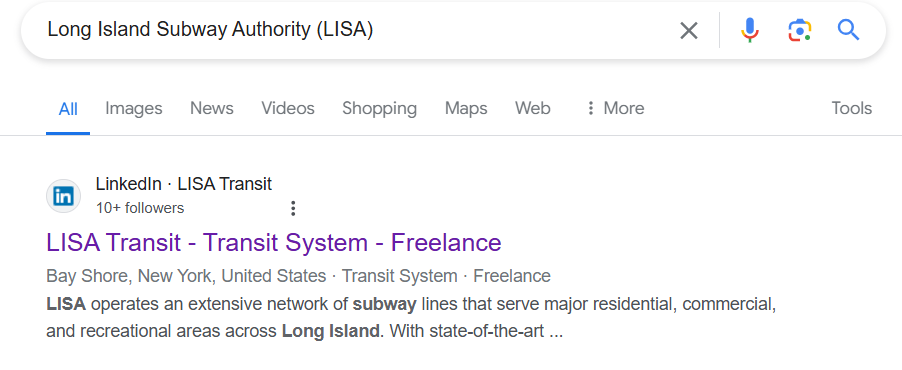 Long Island Subway Authority (LISA)
All Images News Videos Shopping Maps Web More Tools
LinkedIn · LISA Transit
in
10+ followers
LISA Transit - Transit System - Freelance
Bay Shore, New York, United States · Transit System · Freelance
LISA operates an extensive network of subway lines that serve major residential, commercial,
and recreational areas across Long Island. With state-of-the-art ...